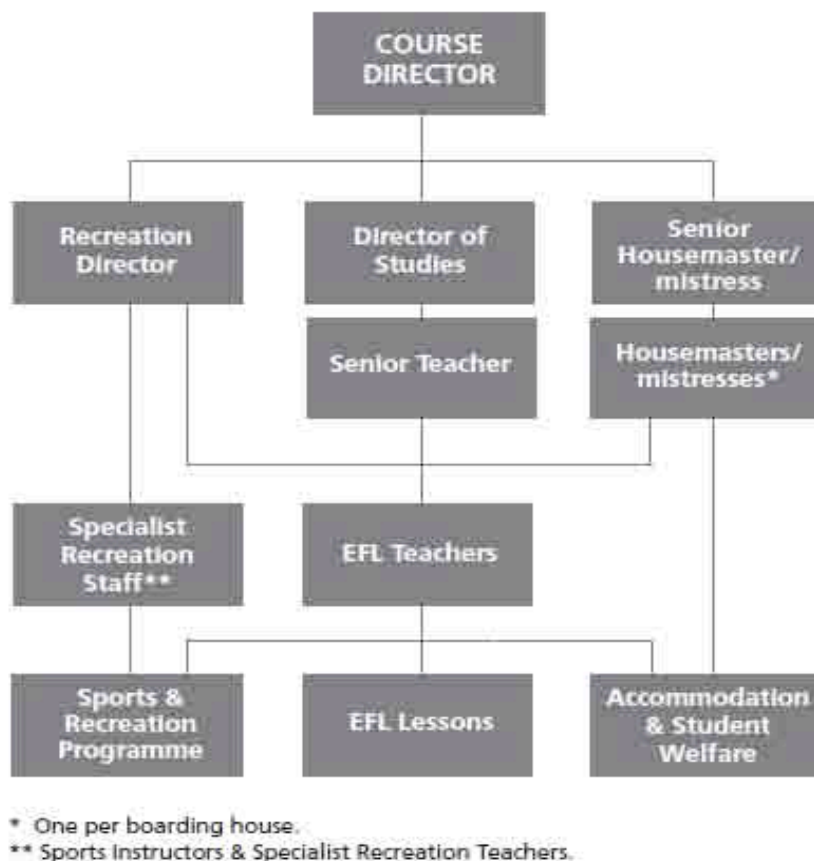 COURSE
DIRECTOR
Recreation
Director
Director of
Studies
Senior
Housemaster/
mistress
Senior Teacher
Housemasters/
mistresses*
Specialist
Recreation
Staff**
EFL Teachers
Sports &
Recreation
Programme
EFL Lessons
Accommodation
& Student
Welfare
* One per boarding house.
** Sports Instructors & Specialist Recreation Teachers.